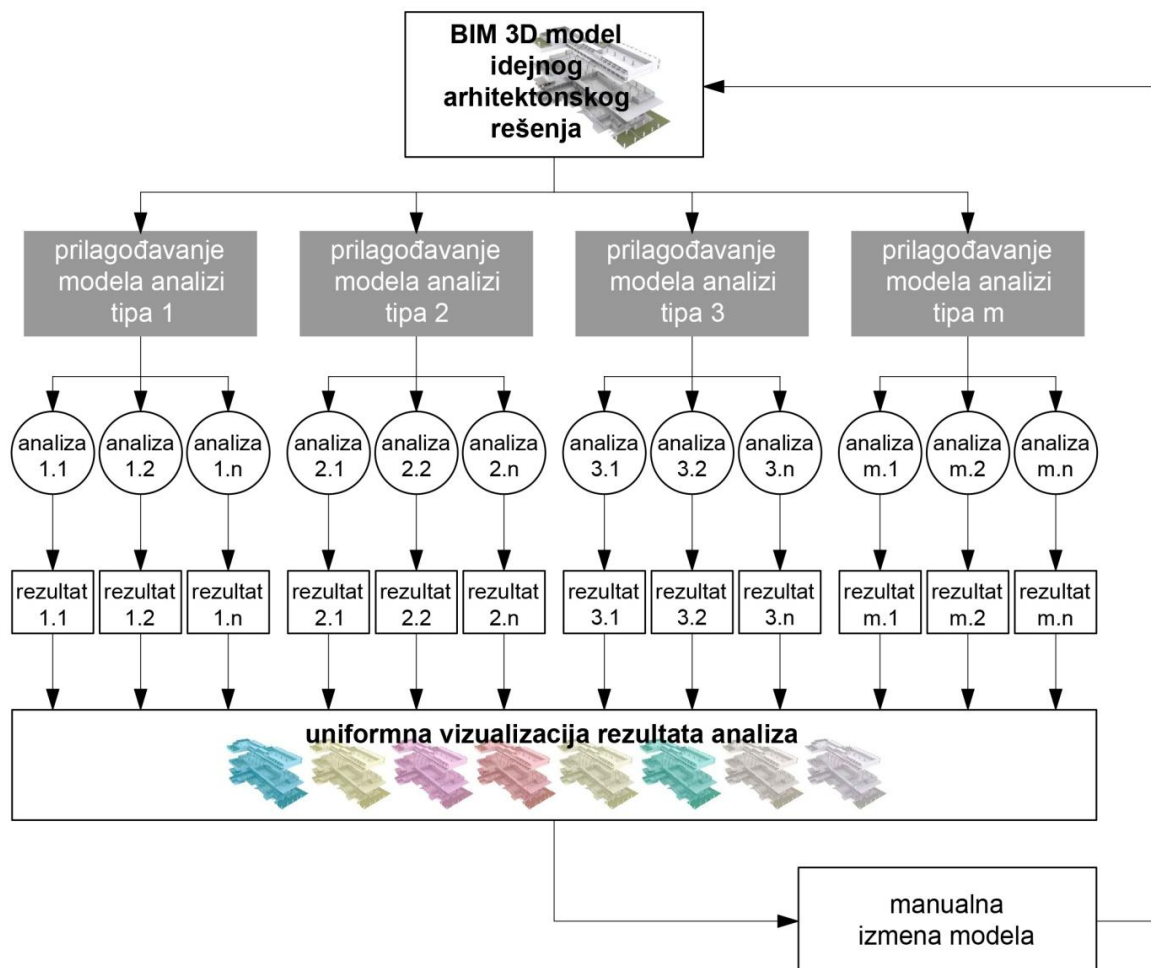 BIM 3D model
idejnog
arhitektonskog
rešenja
prilagođavanje
modela analizi
tipa 1
prilagođavanje
modela analizi
tipa 2
prilagođavanje
modela analizi
tipa 3
prilagođavanje
modela analizi
tipa m
analiza
1.1
analiza
1.2
analiza
1.n
analiza
2.1
analiza
2.2
analiza
2.n
analiza
3.1
analiza
3.2
analiza
3.n
analiza
m.1
analiza
m.2
analiza
m.n
rezultat
1.1
rezultat
1.2
rezultat
1.n
rezultat
2.1
rezultat
2.2
rezultat
2.n
rezultat
3.1
rezultat
3.2
rezultat
3.n
rezultat
m.1
rezultat
m.2
rezultat
m.n
uniformna vizualizacija rezultata analiza
manualna
izmena modela